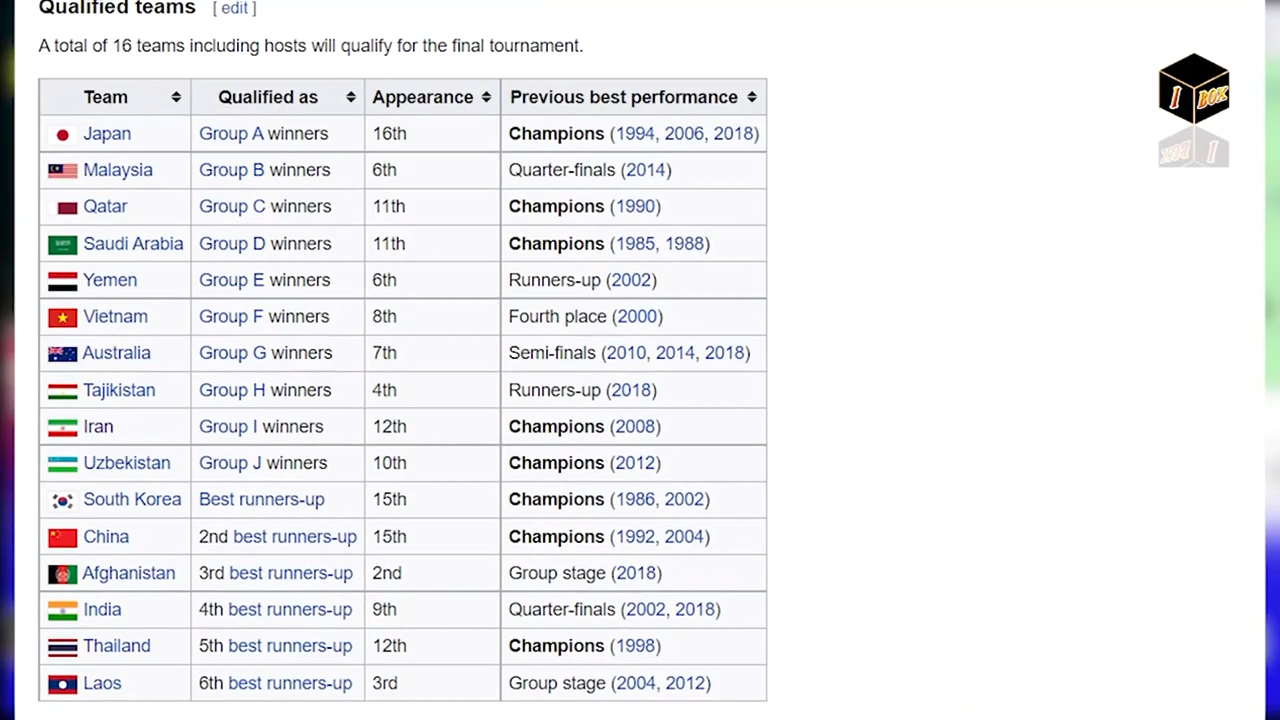 Qualified teams [ edit ]
A total of 16 teams including hosts will qualify for the final tournament.
Team Qualified as Appearance Previous best performance
Japan Group A winners 16th Champions (1994, 2006, 2018)
Malaysia Group B winners 6th Quarter-finals (2014)
Qatar Group C winners 11th Champions (1990)
Saudi Arabia Group D winners 11th Champions (1985, 1988)
Yemen Group E winners 6th Runners-up (2002)
Vietnam Group F winners 8th Fourth place (2000)
Australia Group G winners 7th Semi-finals (2010, 2014, 2018)
Tajikistan Group H winners 4th Runners-up (2018)
Iran Group I winners 12th Champions (2008)
Uzbekistan Group J winners 10th Champions (2012)
South Korea Best runners-up 15th Champions (1986, 2002)
China 2nd best runners-up 15th Champions (1992, 2004)
Afghanistan 3rd best runners-up 2nd Group stage (2018)
India 4th best runners-up 9th Quarter-finals (2002, 2018)
Thailand 5th best runners-up 12th Champions (1998)
Laos 6th best runners-up 3rd Group stage (2004, 2012)
I BOX